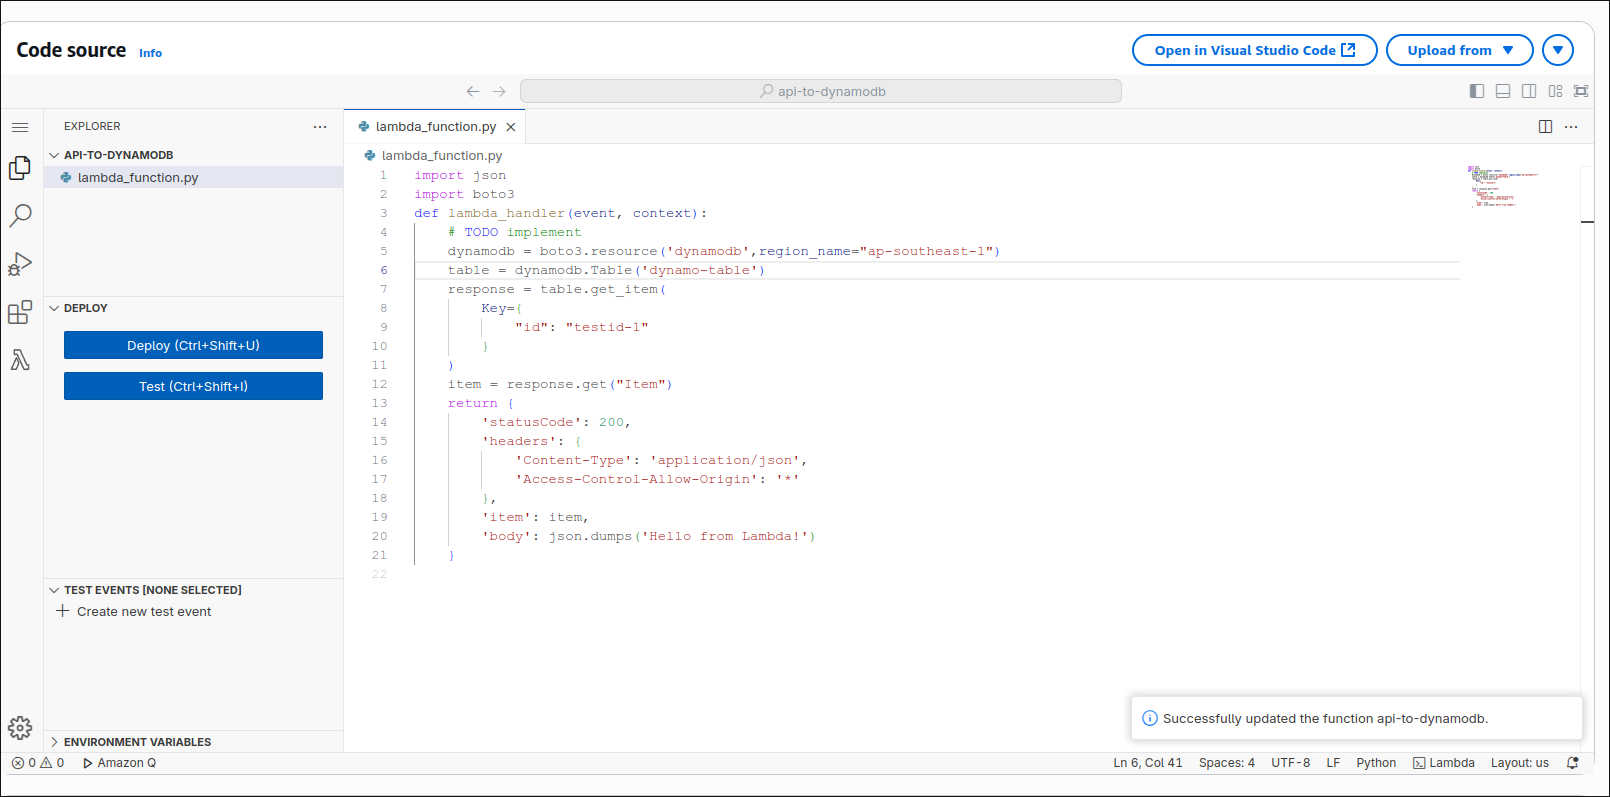 Code source Info
Open in Visual Studio Code
Upload from
api-to-dynamodb
EXPLORER
API-TO-DYNAMODB
lambda_function.py
DEPLOY
Deploy (Ctrl+Shift+U)
Test (Ctrl+Shift+I)
TEST EVENTS [NONE SELECTED]
Create new test event
ENVIRONMENT VARIABLES
lambda_function.py
lambda_function.py
1 import json
2 import boto3
3 def lambda_handler(event, context):
4 # TODO implement
5 dynamodb = boto3.resource('dynamodb',region_name="ap-southeast-1")
6 table = dynamodb.Table('dynamo-table')
7 response = table.get_item(
8 Key={
9 "id": "testid-1"
10 }
11 )
12 item = response.get("Item")
13 return {
14 'statusCode': 200,
15 'headers': {
16 'Content-Type': 'application/json',
17 'Access-Control-Allow-Origin': '*'
18 },
19 'item': item,
20 'body': json.dumps('Hello from Lambda!')
21 }
22
Successfully updated the function api-to-dynamodb.
0 0 Amazon Q
Ln 6, Col 41 Spaces: 4 UTF-8 LF Python Lambda Layout: us